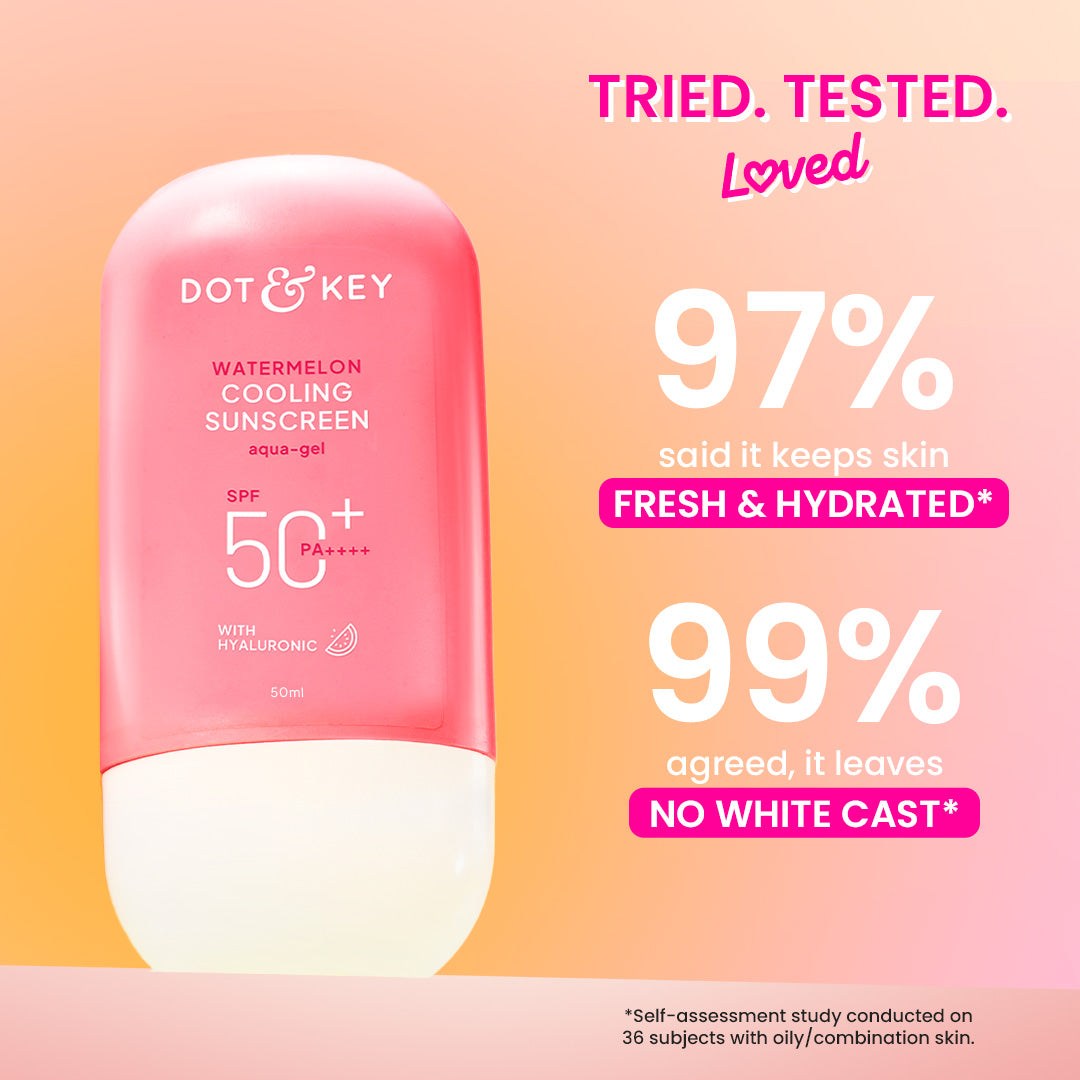 TRIED. TESTED.
Loved
DOT & KEY
WATERMELON
COOLING
SUNSCREEN
aqua-gel
SPF
50+
PA++++
WITH
HYALURONIC
50ml
97%
said it keeps skin
FRESH & HYDRATED*
99%
agreed, it leaves
NO WHITE CAST*
*Self-assessment study conducted on
36 subjects with oily/combination skin.